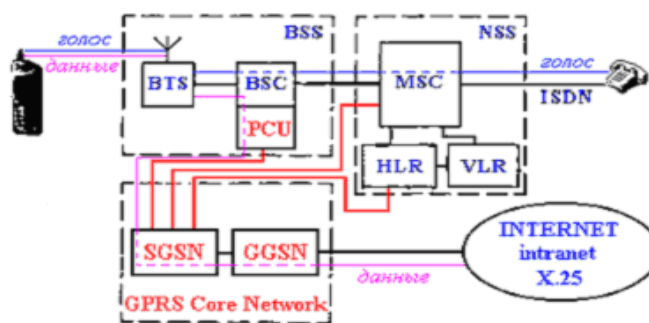 BSS
NSS
голос
данные
BTS
BSC
PCU
MSC
голос
ISDN
HLR
VLR
SGSN
GGSN
данные
GPRS Core Network
INTERNET
intranet
X.25